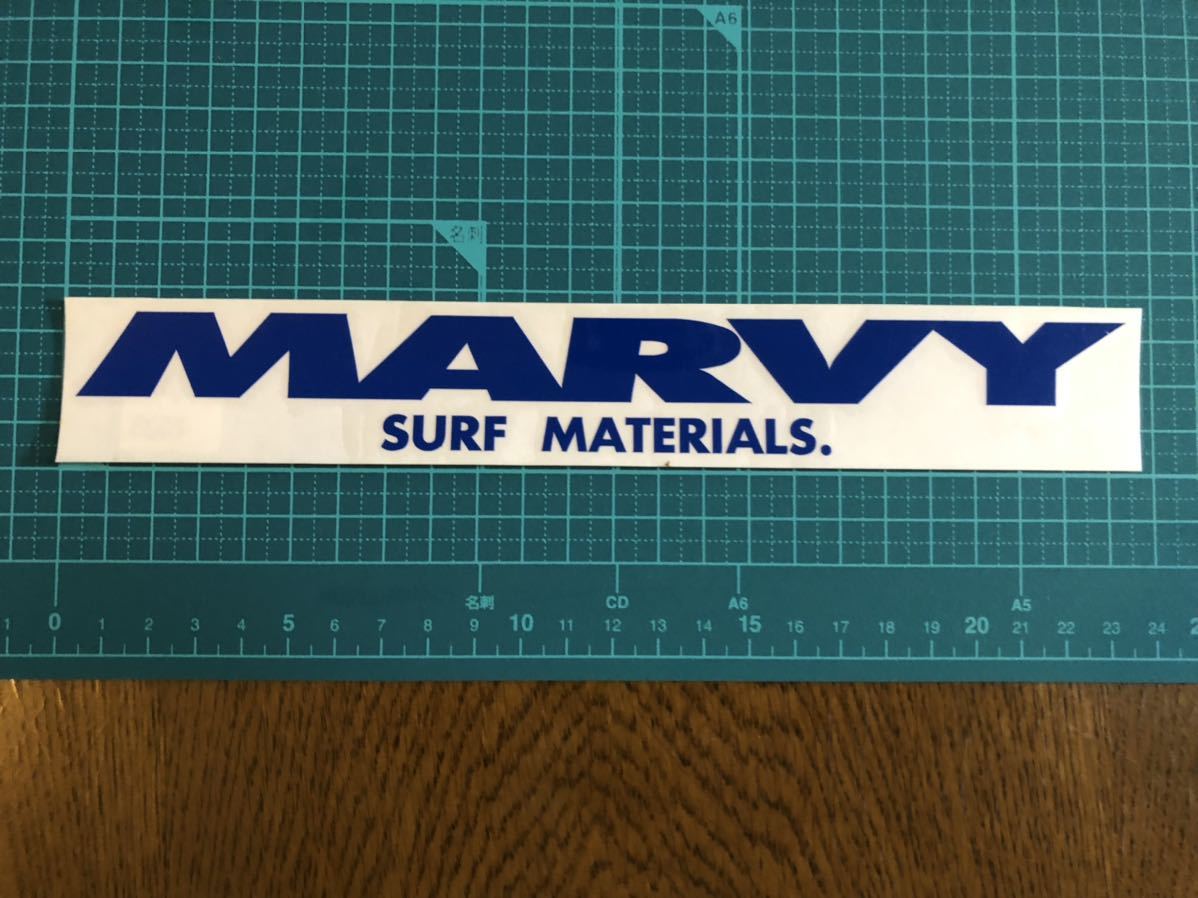 A6
名刺
MARVY
SURF MATERIALS.
名刺 CD A6 A5
1 0 1 2 3 4 5 6 7 8 9 10 11 12 13 14 15 16 17 18 19 20 21 22 23 24